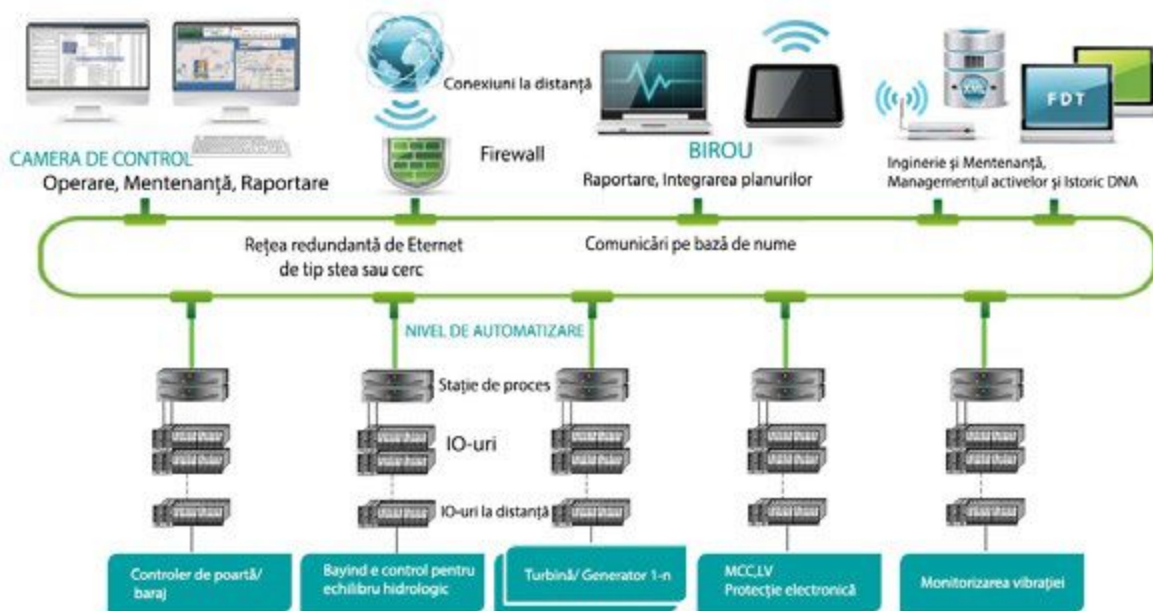 Conexiuni la distanță
XML
FDT
CAMERA DE CONTROL
Operare, Mentenanță, Raportare
Firewall
BIROU
Raportare, Integrarea planurilor
Inginerie și Mentenanță,
Managementul activelor și Istoric DNA
Rețea redundantă de Eternet
de tip stea sau cerc
Comunicări pe bază de nume
NIVEL DE AUTOMATIZARE
Stație de proces
IO-uri
IO-uri la distanță
Controler de poartă/
baraj
Bayind e control pentru
echilibru hidrologic
Turbină/ Generator 1-n
MCC,LV
Protecție electronică
Monitorizarea vibrației